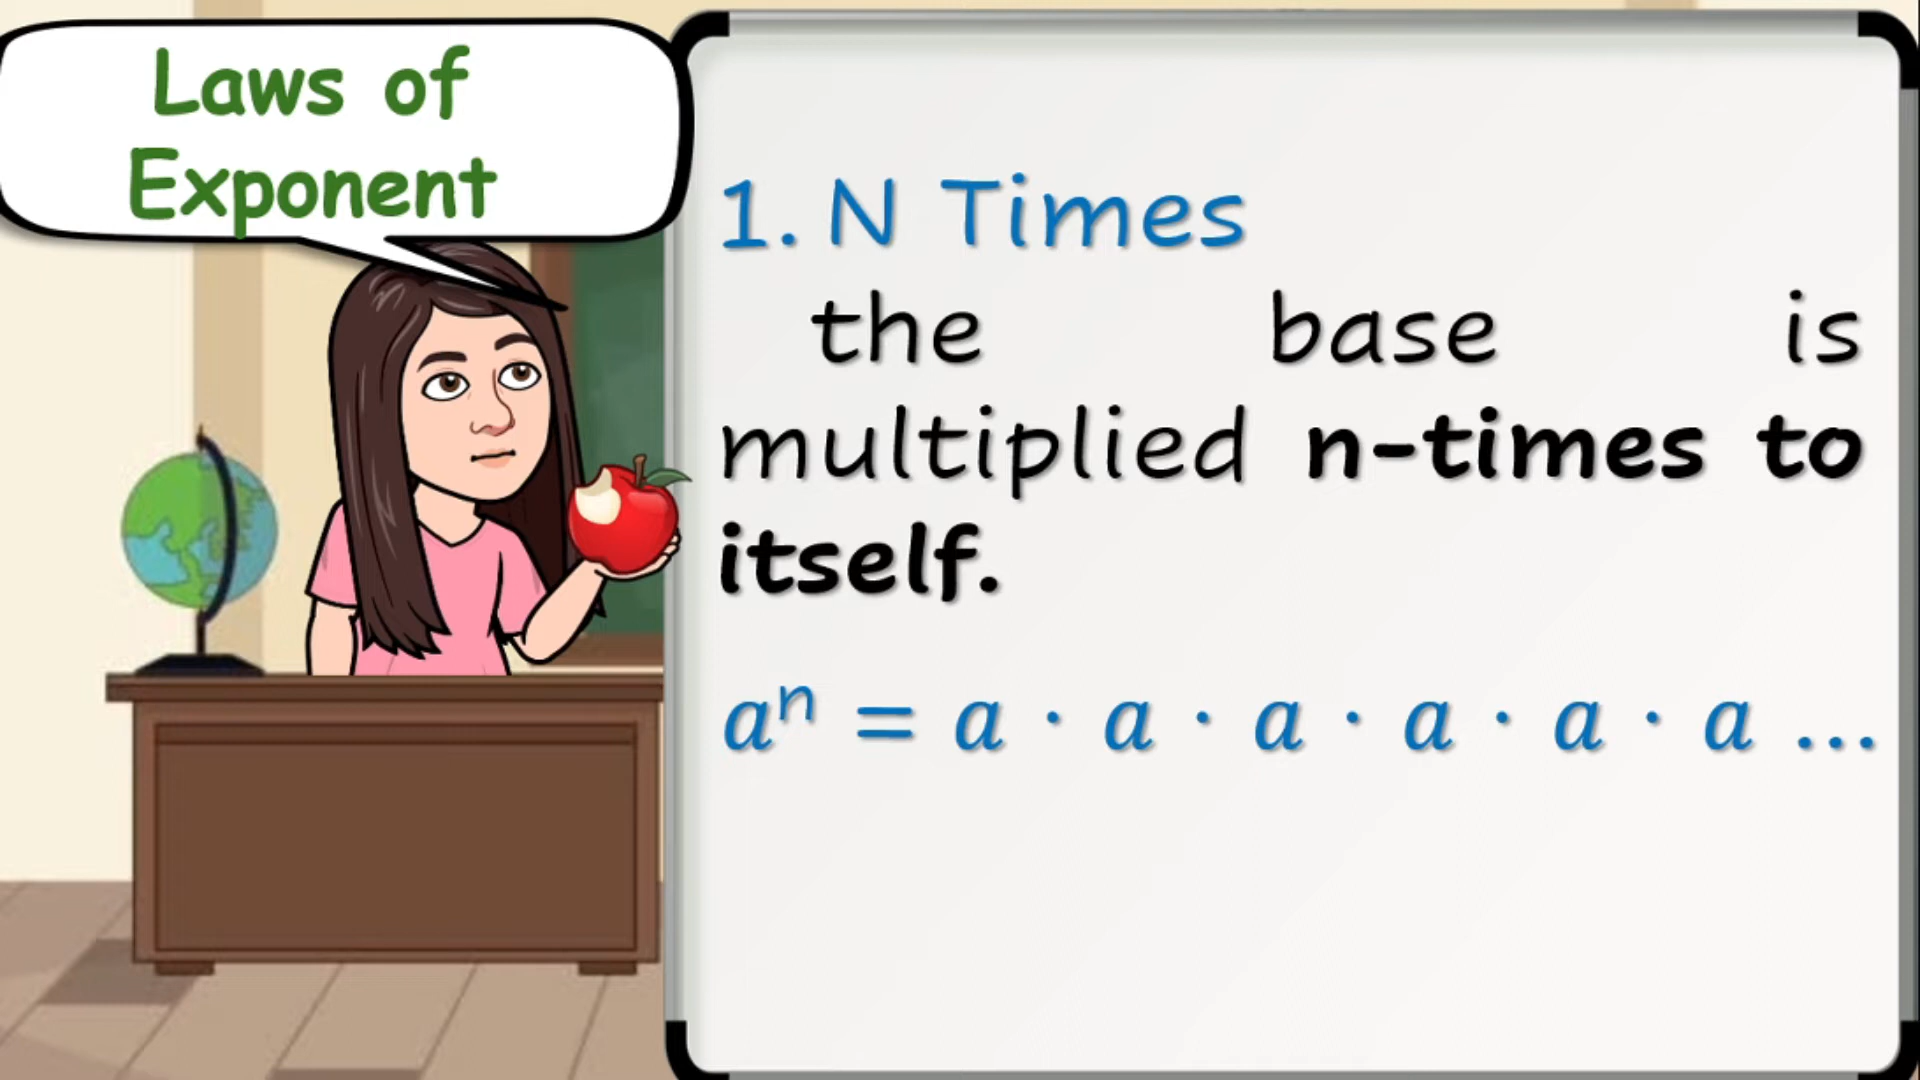 Laws of
Exponent
1. N Times
the base is
multiplied n-times to
itself.
aⁿ = a · a · a · a · a · a ...